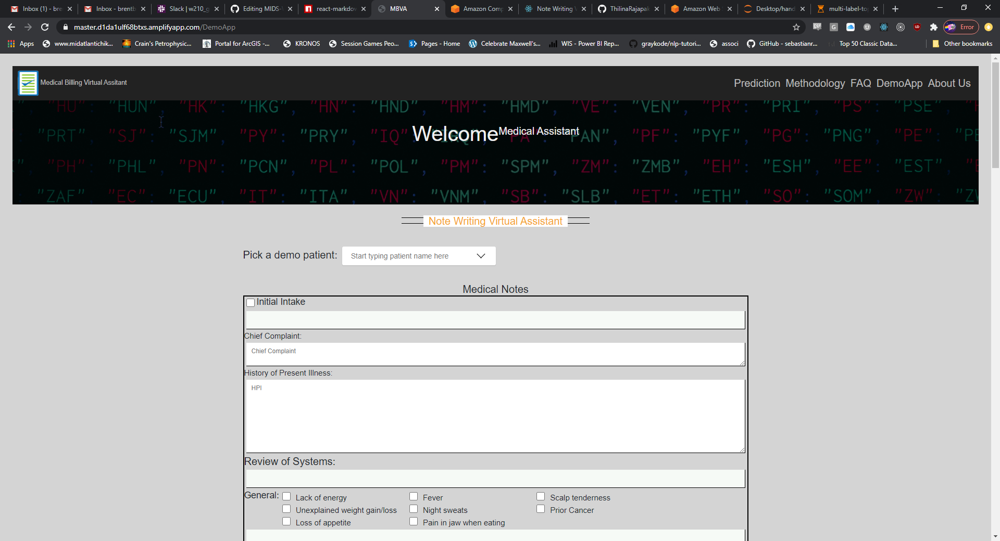 Inbox (1) - bre
Inbox - brentb
Slack | w210_g
Editing MIDS-
react-markdo
MBVA
Amazon Comp
Note Writing
ThilinaRajapak
Amazon Web
Desktop/hand
multi-label-to
master.d1da1ulf68btxs.amplifyapp.com/DemoApp
Error
Apps
www.midatlantichik...
Crain's Petrophysic...
Portal for ArcGIS -...
KRONOS
Session Games Peo...
Pages - Home
Celebrate Maxwell's...
WIS - Power BI Rep...
graykode/nlp-tutori...
associ
GitHub - sebastianr...
Top 50 Classic Data...
Other bookmarks
Medical Billing Virtual Assitant
Prediction Methodology FAQ DemoApp About Us
"HU": "HUN", "HK": "HKG", "HN": "HND", "HM": "HMD", "VE": "VEN", "PR": "PRI", "PS": "PSE",
Welcome Medical Assistant
"PRT", "SJ": "SJM", "PY": "PRY", "IQ": "IRQ", "PA": "PAN", "PF": "PYF", "PG": "PNG", "PE":
"PH": "PHL", "PN": "PCN", "PL": "POL", "PM": "SPM", "ZM": "ZMB", "EH": "ESH", "EE": "EST",
"ZAF", "EC": "ECU", "IT": "ITA", "VN": "VNM", "SB": "SLB", "ET": "ETH", "SO": "SOM", "ZW":
Note Writing Virtual Assistant
Pick a demo patient: Start typing patient name here
Medical Notes
Initial Intake
Chief Complaint:
Chief Complaint
History of Present Illness:
HPI
Review of Systems:
General: Lack of energy Fever Scalp tenderness
Unexplained weight gain/loss Night sweats Prior Cancer
Loss of appetite Pain in jaw when eating